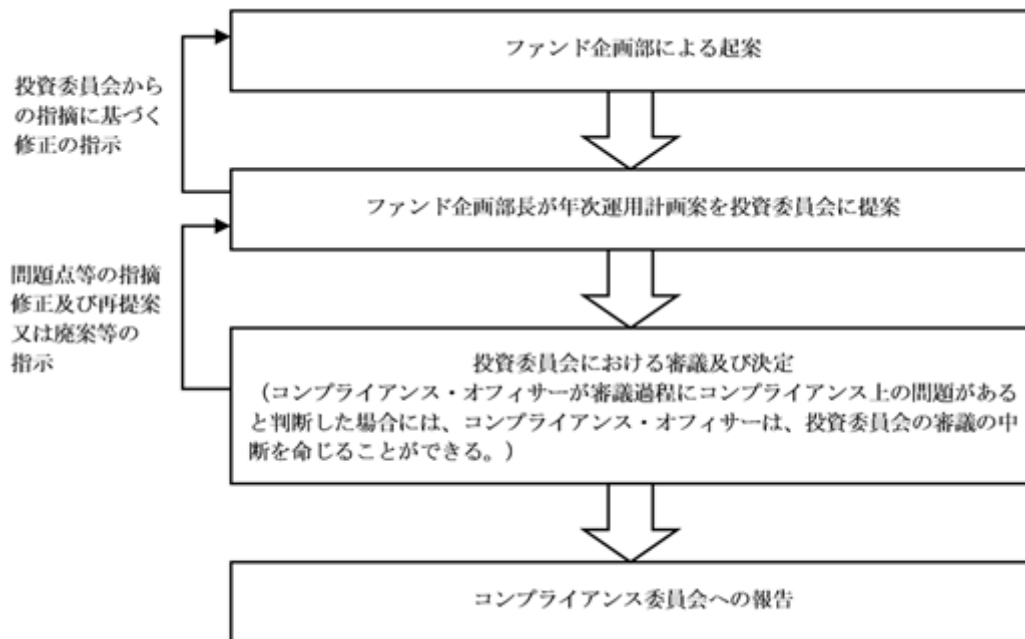 ファンド企画部による起案
投資委員会から
の指摘に基づく
修正の指示
ファンド企画部長が年次運用計画案を投資委員会に提案
問題点等の指摘
修正及び再提案
又は廃案等の
指示
投資委員会における審議及び決定
（コンプライアンス・オフィサーが審議過程にコンプライアンス上の問題がある
と判断した場合には、コンプライアンス・オフィサーは、投資委員会の審議の中
断を命じることができる。）
コンプライアンス委員会への報告